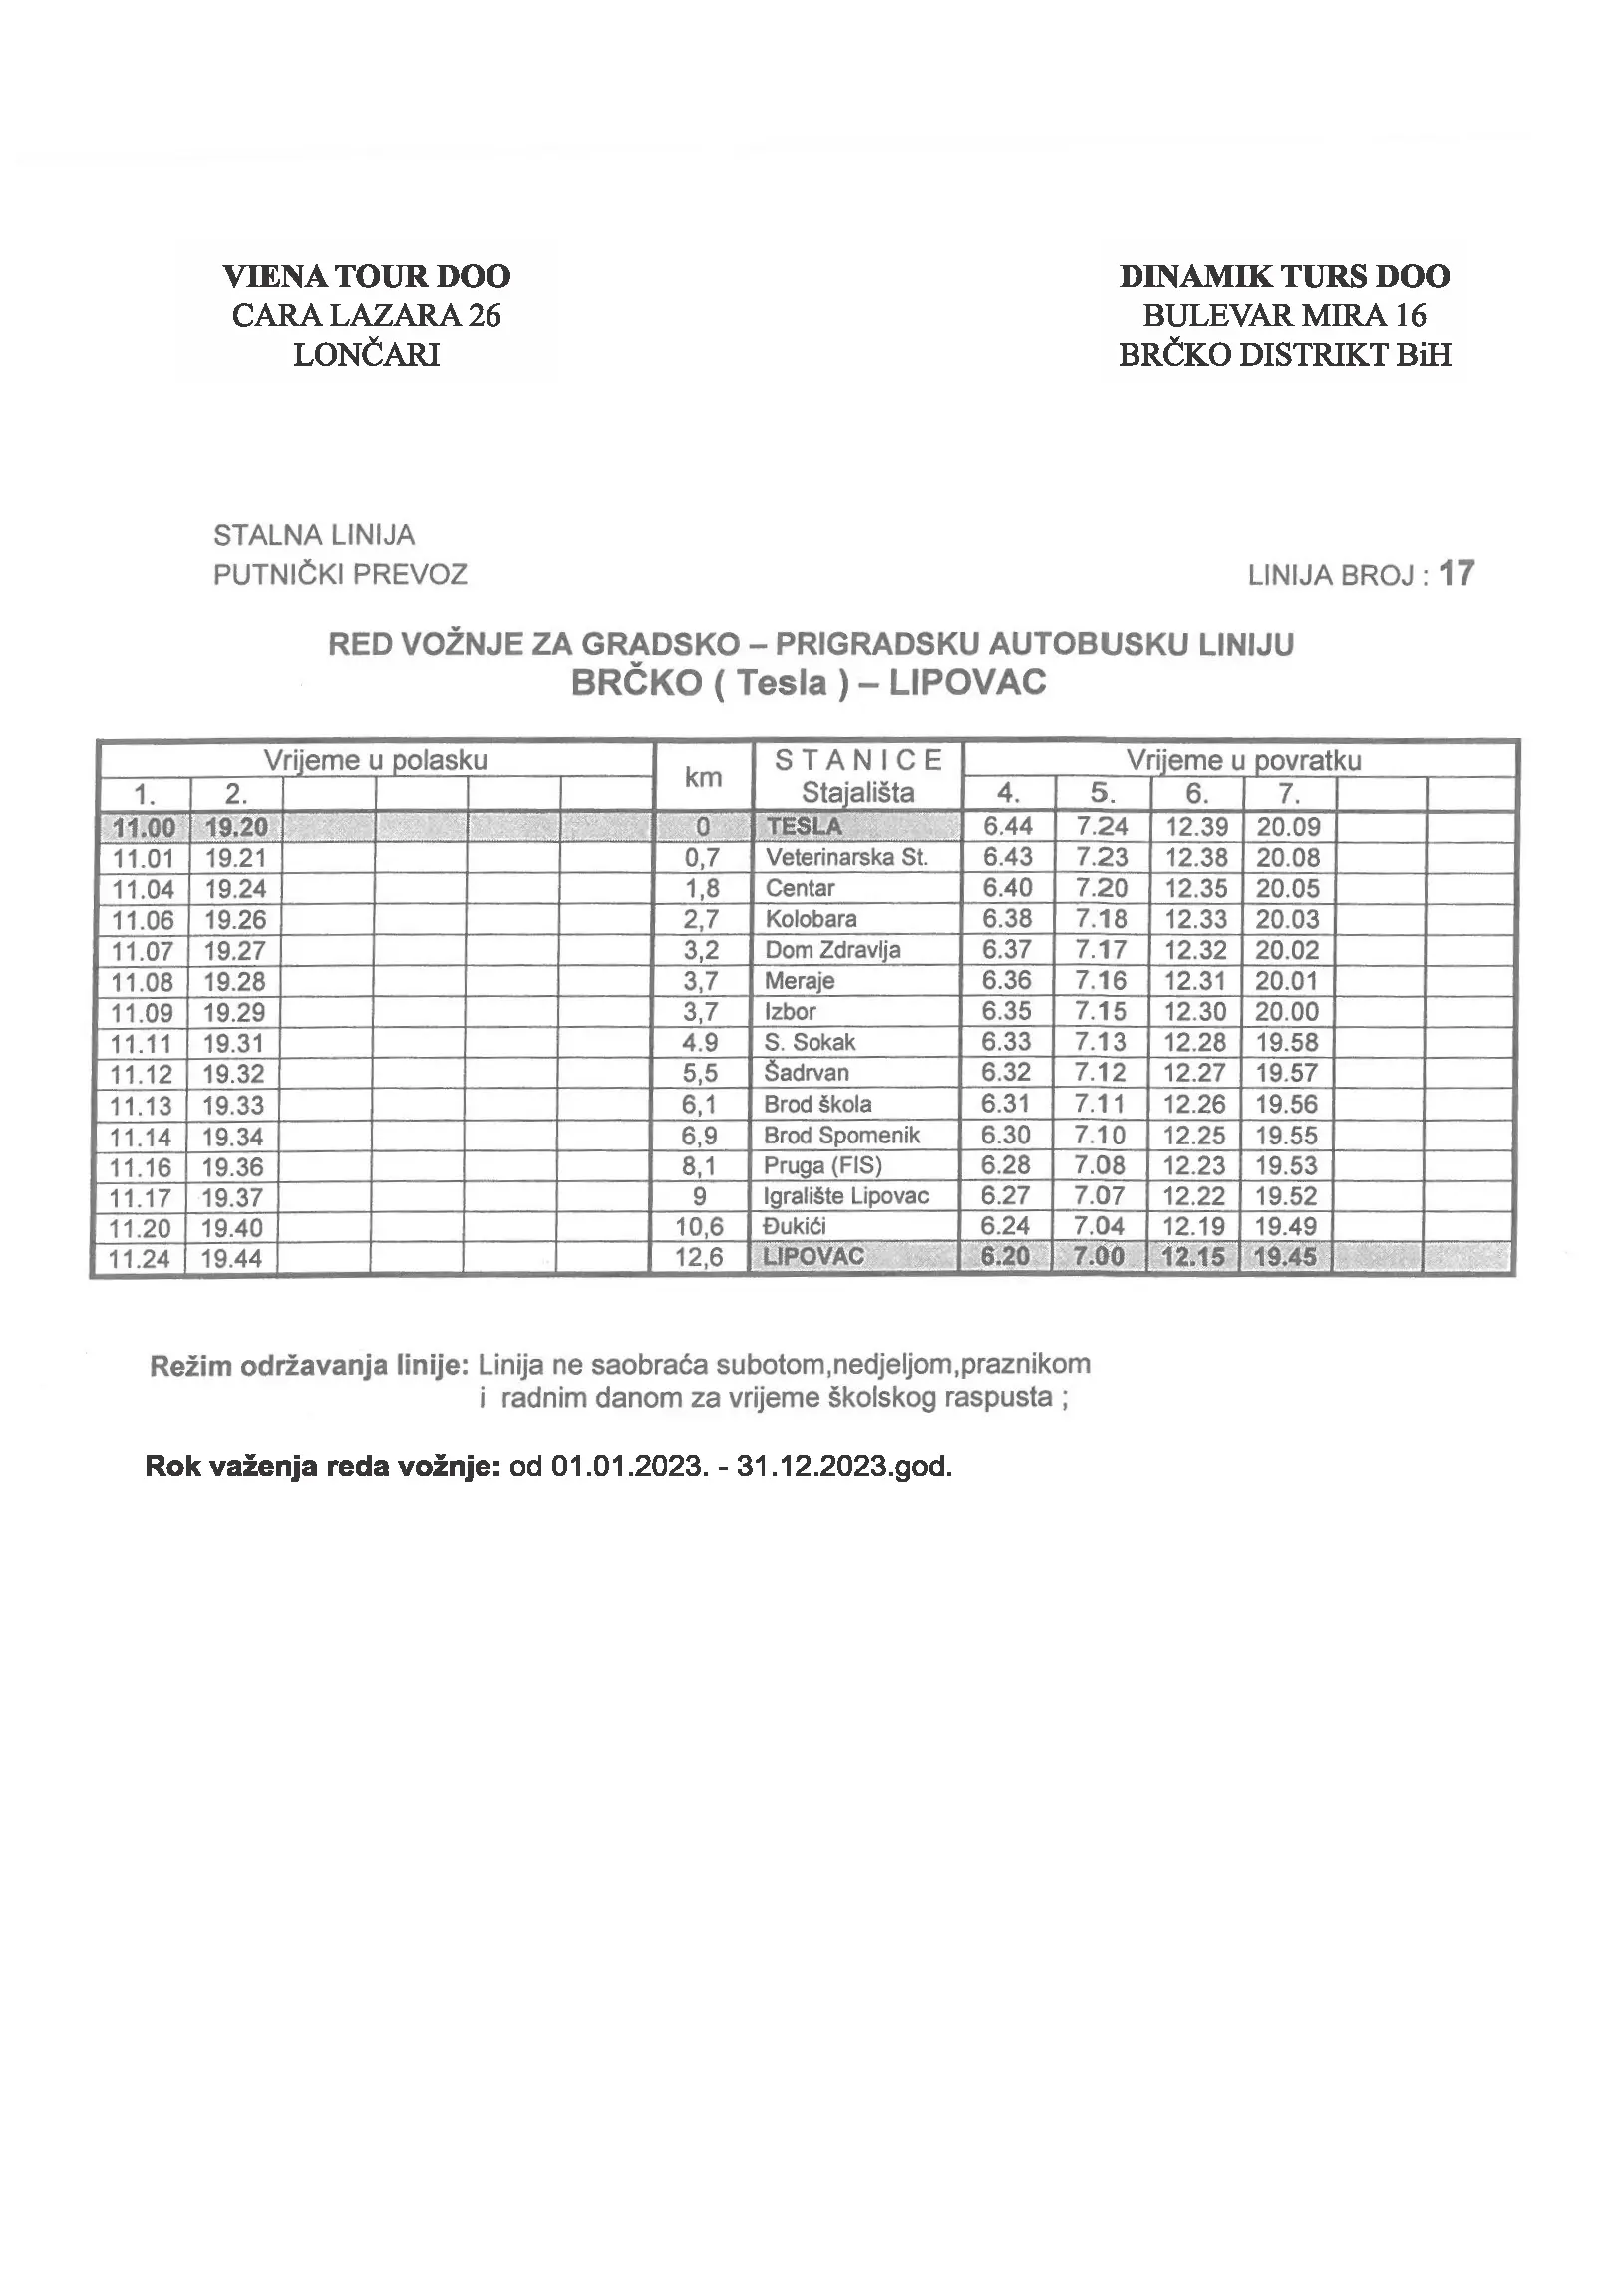 VIENA TOUR DOO
CARA LAZARA 26
LONČARI
DINAMIK TURS DOO
BULEVAR MIRA 16
BRČKO DISTRIKT BiH
STALNA LINIJA
PUTNIČKI PREVOZ
LINIJA BROJ : 17
RED VOŽNJE ZA GRADSKO – PRIGRADSKU AUTOBUSKU LINIJU
BRČKO ( Tesla ) – LIPOVAC
Vrijeme u polasku km STANICE Stajališta Vrijeme u povratku
1. 2. 4. 5. 6. 7.
11.00 19.20 0 TESLA 6.44 7.24 12.39 20.09
11.01 19.21 0,7 Veterinarska St. 6.43 7.23 12.38 20.08
11.04 19.24 1,8 Centar 6.40 7.20 12.35 20.05
11.06 19.26 2,7 Kolobara 6.38 7.18 12.33 20.03
11.07 19.27 3,2 Dom Zdravlja 6.37 7.17 12.32 20.02
11.08 19.28 3,7 Meraje 6.36 7.16 12.31 20.01
11.09 19.29 3,7 Izbor 6.35 7.15 12.30 20.00
11.11 19.31 4.9 S. Sokak 6.33 7.13 12.28 19.58
11.12 19.32 5,5 Šadrvan 6.32 7.12 12.27 19.57
11.13 19.33 6,1 Brod škola 6.31 7.11 12.26 19.56
11.14 19.34 6,9 Brod Spomenik 6.30 7.10 12.25 19.55
11.16 19.36 8,1 Pruga (FIS) 6.28 7.08 12.23 19.53
11.17 19.37 9 Igralište Lipovac 6.27 7.07 12.22 19.52
11.20 19.40 10,6 Đukići 6.24 7.04 12.19 19.49
11.24 19.44 12,6 LIPOVAC 6.20 7.00 12.15 19.45
Režim održavanja linije: Linija ne saobraća subotom,nedjeljom,praznikom
i radnim danom za vrijeme školskog raspusta ;
Rok važenja reda vožnje: od 01.01.2023. - 31.12.2023.god.